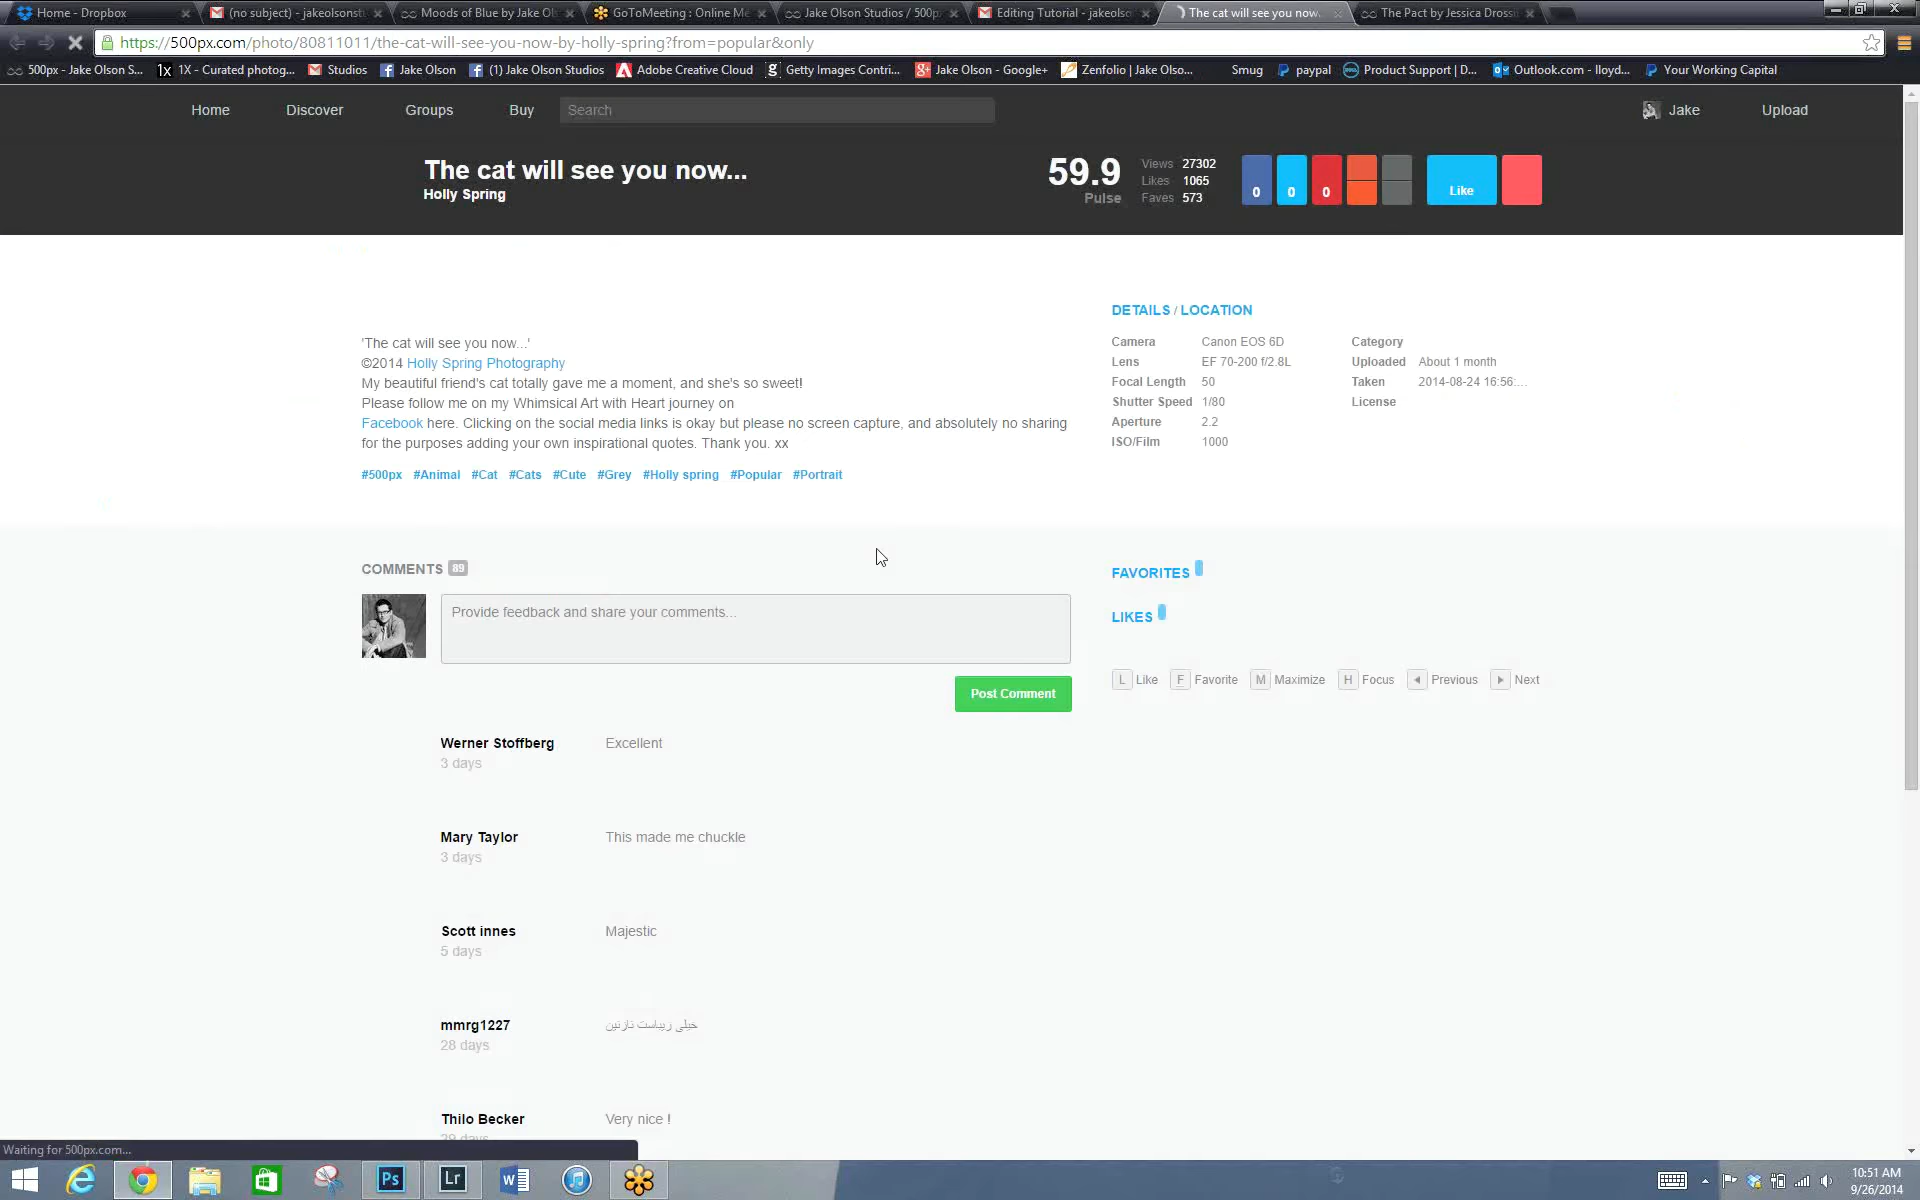 Home - Dropbox
(no subject) - jakeolsonst
Moods of Blue by Jake Ol
GoToMeeting : Online Me
Jake Olson Studios / 500p
Editing Tutorial - jakeolso
The cat will see you now
The Pact by Jessica Drossi
https://500px.com/photo/80811011/the-cat-will-see-you-now-by-holly-spring?from=popular&only
500px - Jake Olson S...
1X - Curated photog...
Studios
Jake Olson
(1) Jake Olson Studios
Adobe Creative Cloud
Getty Images Contri...
Jake Olson - Google+
Zenfolio | Jake Olso...
Smug
paypal
Product Support | D...
Outlook.com - lloyd...
Your Working Capital
Home
Discover
Groups
Buy
Search
Jake
Upload
The cat will see you now...
Holly Spring
59.9
Pulse
Views 27302
Likes 1065
Faves 573
0
0
0
Like
'The cat will see you now...'
©2014 Holly Spring Photography
My beautiful friend's cat totally gave me a moment, and she's so sweet!
Please follow me on my Whimsical Art with Heart journey on
Facebook here. Clicking on the social media links is okay but please no screen capture, and absolutely no sharing
for the purposes adding your own inspirational quotes. Thank you. xx
#500px #Animal #Cat #Cats #Cute #Grey #Holly spring #Popular #Portrait
DETAILS / LOCATION
Camera Canon EOS 6D
Lens EF 70-200 f/2.8L
Focal Length 50
Shutter Speed 1/80
Aperture 2.2
ISO/Film 1000
Category
Uploaded About 1 month
Taken 2014-08-24 16:56:...
License
COMMENTS 89
Provide feedback and share your comments...
Post Comment
FAVORITES
LIKES
L Like F Favorite M Maximize H Focus Previous Next
Werner Stoffberg Excellent
3 days
Mary Taylor This made me chuckle
3 days
Scott innes Majestic
5 days
mmrg1227 خیلی زیباست نازنین
28 days
Thilo Becker Very nice !
29 days
Waiting for 500px.com...
Ps
Lr
10:51 AM
9/26/2014